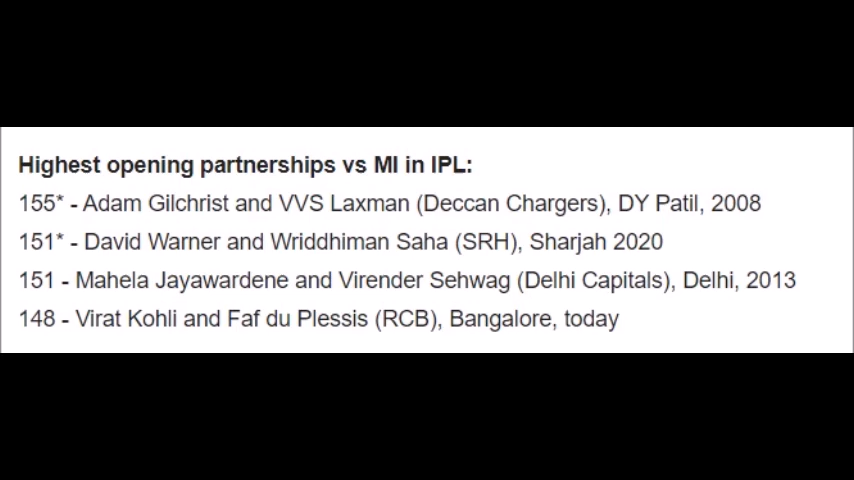 Highest opening partnerships vs MI in IPL:
155* - Adam Gilchrist and VVS Laxman (Deccan Chargers), DY Patil, 2008
151* - David Warner and Wriddhiman Saha (SRH), Sharjah 2020
151 - Mahela Jayawardene and Virender Sehwag (Delhi Capitals), Delhi, 2013
148 - Virat Kohli and Faf du Plessis (RCB), Bangalore, today